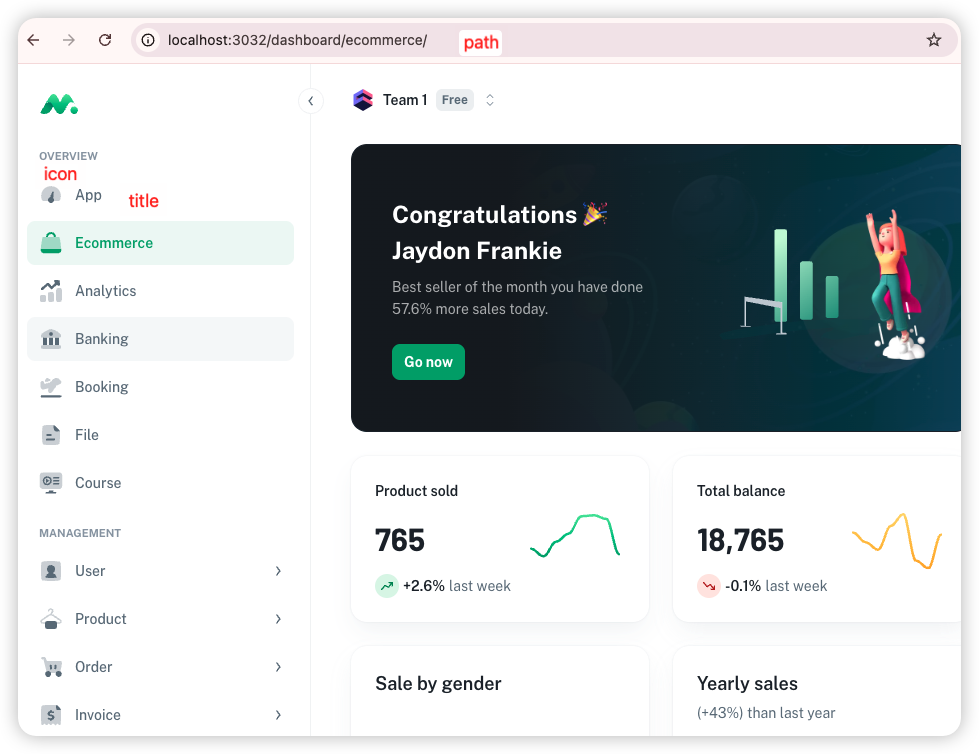 localhost:3032/dashboard/ecommerce/
path
Team 1 Free
OVERVIEW
icon
App
title
Ecommerce
Analytics
Banking
Booking
File
Course
MANAGEMENT
User
Product
Order
Invoice
Congratulations 🎉
Jaydon Frankie
Best seller of the month you have done
57.6% more sales today.
Go now
Product sold
765
+2.6% last week
Total balance
18,765
-0.1% last week
Sale by gender
Yearly sales
(+43%) than last year